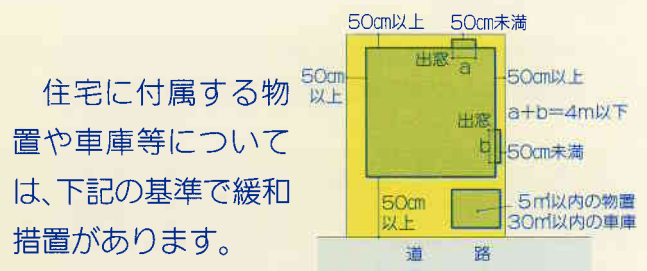 住宅に付属する物
置や車庫等について
は、下記の基準で緩和
措置があります。
50cm以上
50cm未満
出窓
a
50cm
以上
50cm以上
a+b=4m以下
出窓
b
50cm未満
50cm
以上
5㎡以内の物置
30㎡以内の車庫
道 路